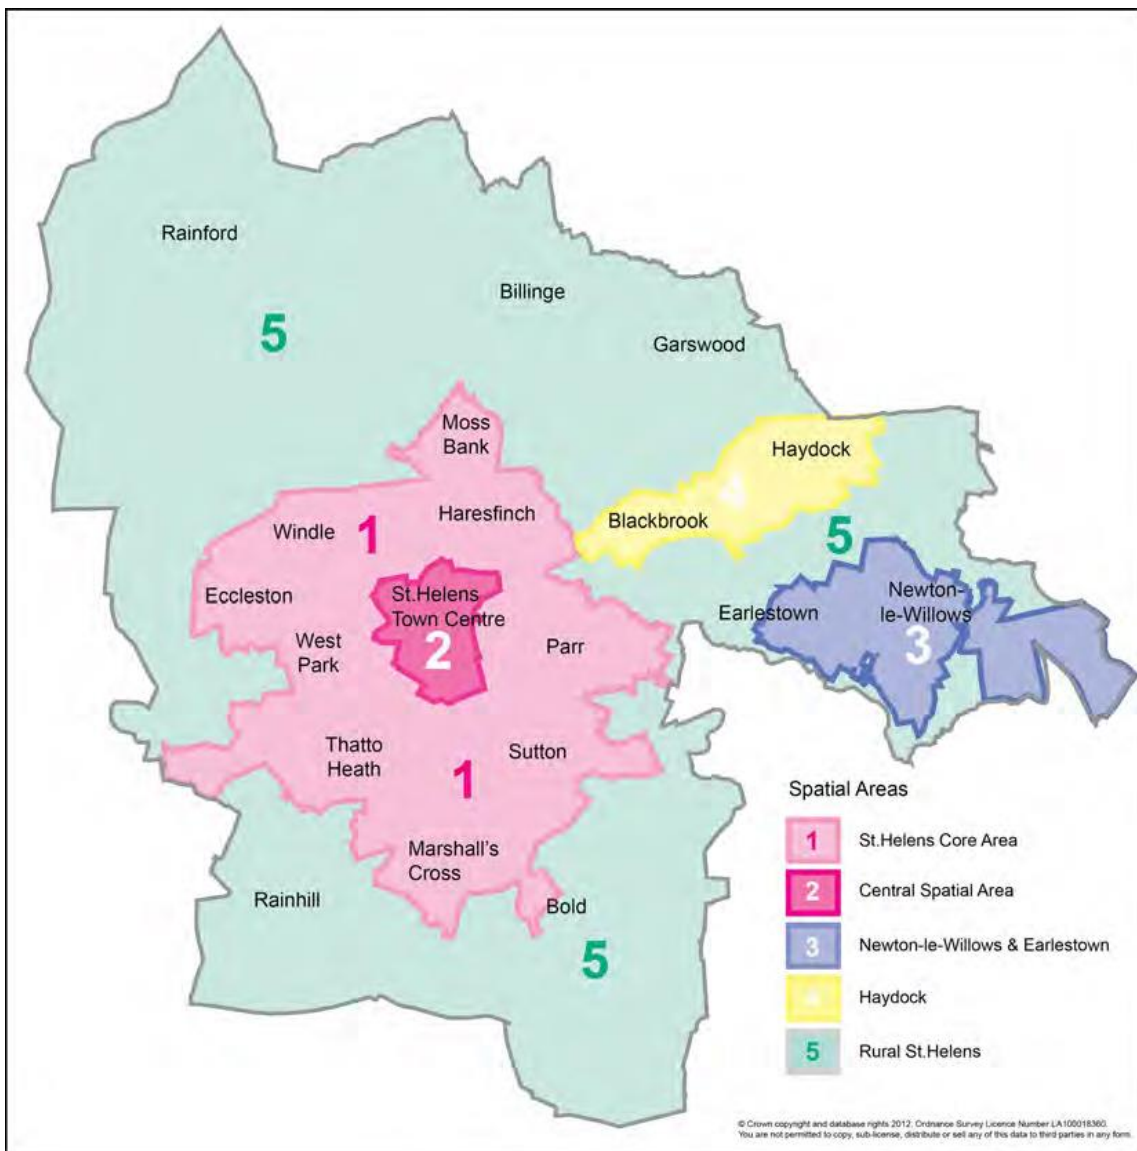 Rainford
Billinge
5
Garswood
Moss
Bank
Haydock
4
Haresfinch
Blackbrook
Windle
1
5
Eccleston
St.Helens
Town Centre
2
Newton-
le-Willows
3
Earlestown
West
Park
Parr
Thatto
Heath
Sutton
1
Marshall's
Cross
Rainhill
Bold
5
Spatial Areas
1 St.Helens Core Area
2 Central Spatial Area
3 Newton-le-Willows & Earlestown
4 Haydock
5 Rural St.Helens
© Crown copyright and database rights 2012. Ordnance Survey Licence Number LA100018360.
You are not permitted to copy, sub-license, distribute or sell any of this data to third parties in any form.